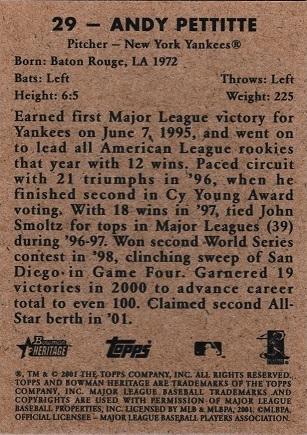 29 – ANDY PETTITTE
Pitcher – New York Yankees®
Born: Baton Rouge, LA 1972
Bats: Left Throws: Left
Height: 6:5 Weight: 225
Earned first Major League victory for
Yankees on June 7, 1995, and went on
to lead all American League rookies
that year with 12 wins. Paced circuit
with 21 triumphs in '96, when he
finished second in Cy Young Award
voting. With 18 wins in '97, tied John
Smoltz for tops in Major Leagues (39)
during '96-97. Won second World Series
contest in '98, clinching sweep of San
Diego in Game Four. Garnered 19
victories in 2000 to advance career
total to even 100. Claimed second All-
Star berth in '01.
BOWMAN HERITAGE TOPPS
®, TM & © 2001 THE TOPPS COMPANY, INC. ALL RIGHTS RESERVED.
TOPPS AND BOWMAN HERITAGE ARE TRADEMARKS OF THE TOPPS
COMPANY, INC. MAJOR LEAGUE BASEBALL TRADEMARKS AND
COPYRIGHTS ARE USED WITH PERMISSION OF MAJOR LEAGUE
BASEBALL PROPERTIES, INC. LICENSED BY MLB & MLBPA, 2001. ©MLBPA,
OFFICIAL LICENSEE – MAJOR LEAGUE BASEBALL PLAYERS ASSOCIATION.